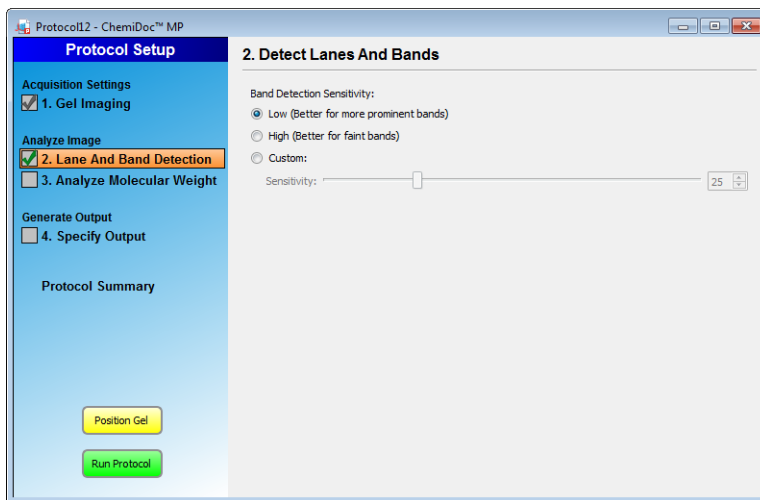 Protocol12 - ChemiDoc™ MP
Protocol Setup
Acquisition Settings
1. Gel Imaging
Analyze Image
2. Lane And Band Detection
3. Analyze Molecular Weight
Generate Output
4. Specify Output
Protocol Summary
Position Gel
Run Protocol
2. Detect Lanes And Bands
Band Detection Sensitivity:
Low (Better for more prominent bands)
High (Better for faint bands)
Custom:
Sensitivity: 25